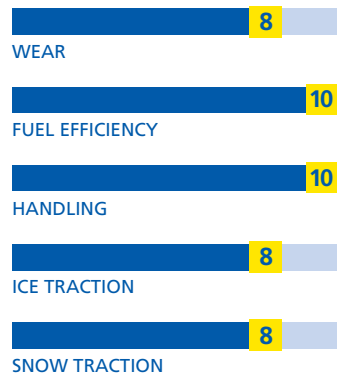 8
WEAR
10
FUEL EFFICIENCY
10
HANDLING
8
ICE TRACTION
8
SNOW TRACTION